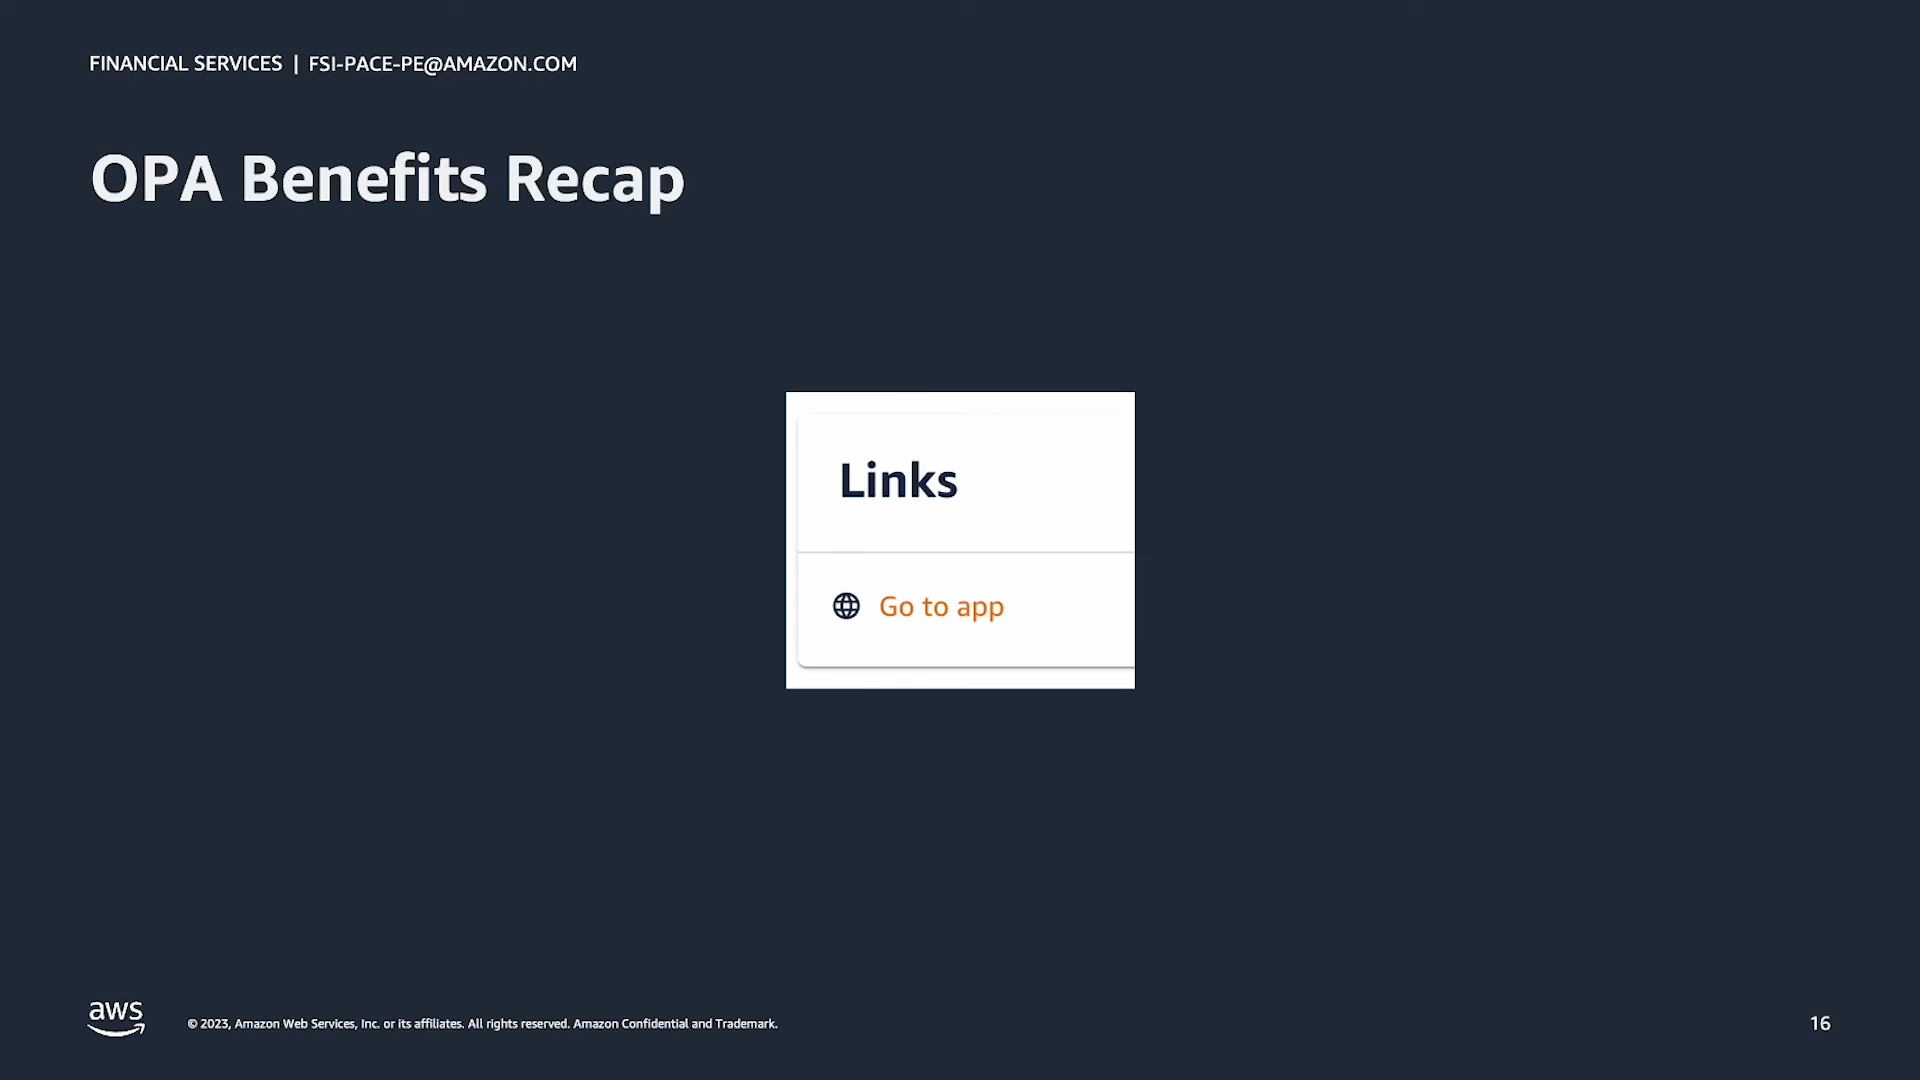 FINANCIAL SERVICES | FSI-PACE-PE@AMAZON.COM
OPA Benefits Recap
Links
Go to app
aws
© 2023, Amazon Web Services, Inc. or its affiliates. All rights reserved. Amazon Confidential and Trademark.
16